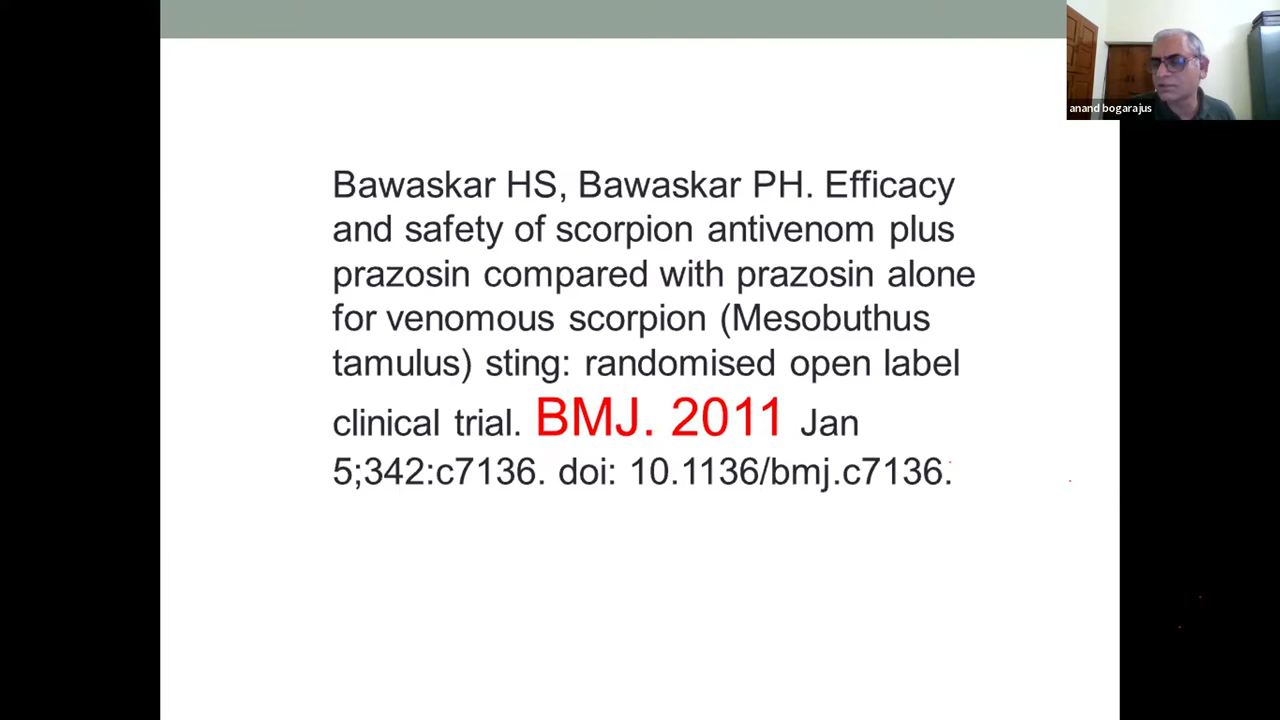 anand bogarajus
Bawaskar HS, Bawaskar PH. Efficacy
and safety of scorpion antivenom plus
prazosin compared with prazosin alone
for venomous scorpion (Mesobuthus
tamulus) sting: randomised open label
clinical trial. BMJ. 2011 Jan
5;342:c7136. doi: 10.1136/bmj.c7136.